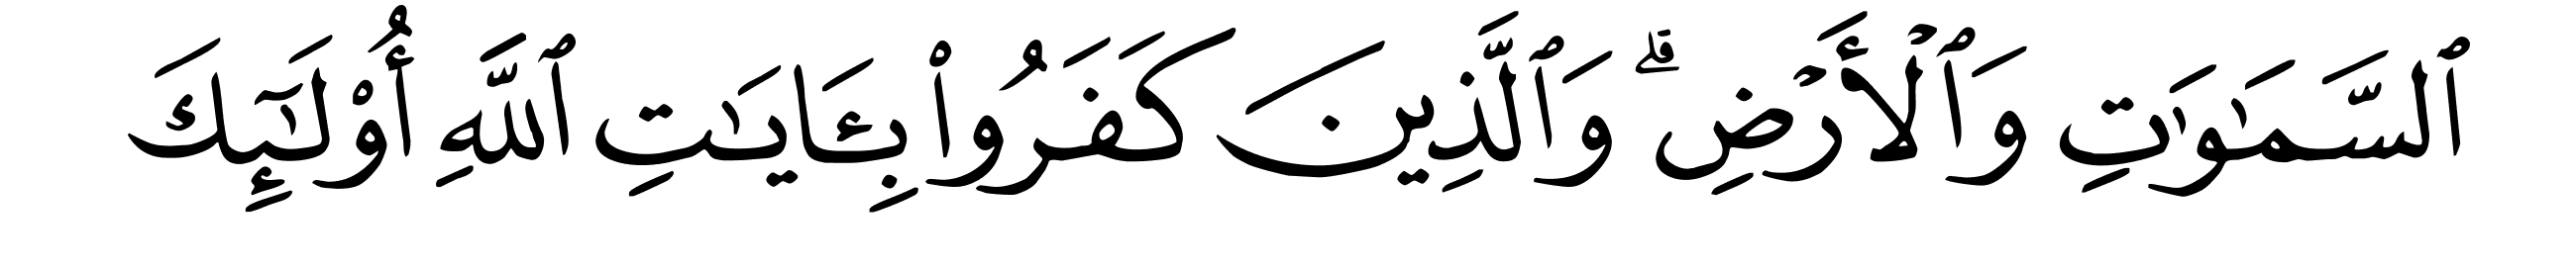 ٱلسَّمَـٰوَٰتِ وَٱلْأَرْضِ ۗ وَٱلَّذِينَ كَفَرُوا۟ بِـَٔايَـٰتِ ٱللَّهِ أُو۟لَـٰٓئِكَ